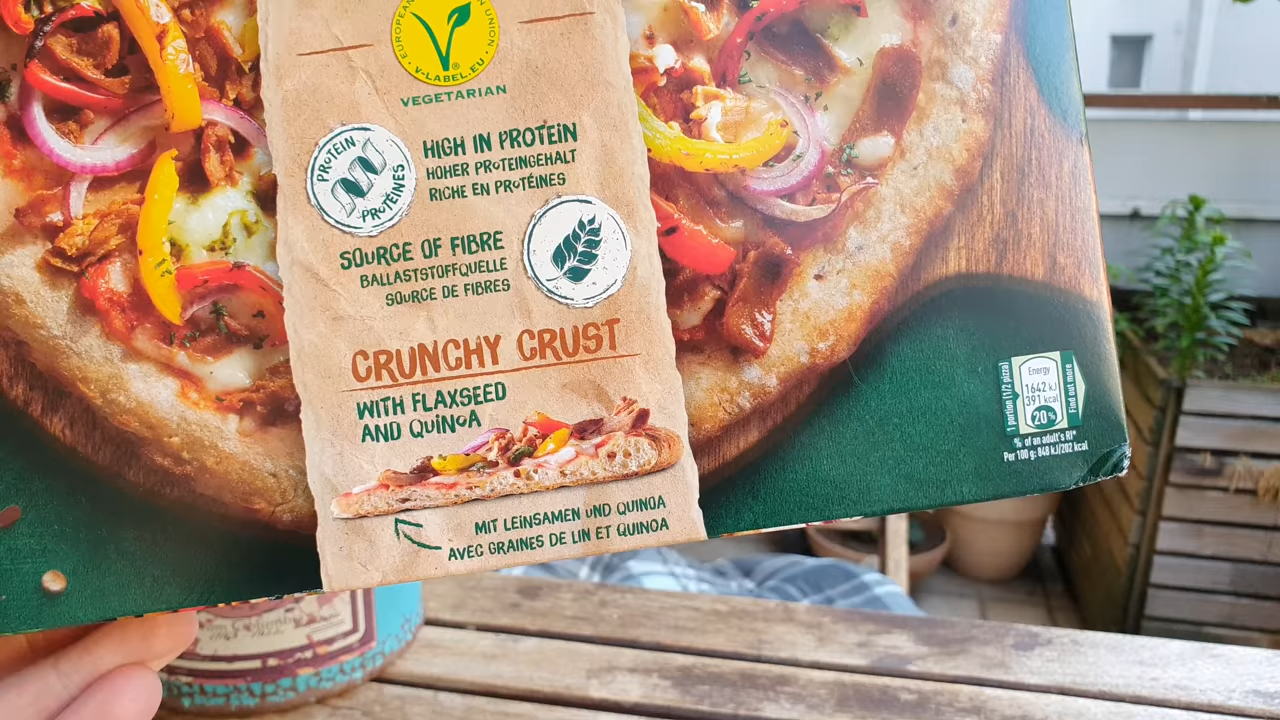 EUROPEAN
UNION
V-LABEL.EU
VEGETARIAN
PROTEIN
PROTÉINES
HIGH IN PROTEIN
HOHER PROTEINGEHALT
RICHE EN PROTÉINES
SOURCE OF FIBRE
BALLASTSTOFFQUELLE
SOURCE DE FIBRES
CRUNCHY CRUST
WITH FLAXSEED
AND QUINOA
MIT LEINSAMEN UND QUINOA
AVEC GRAINES DE LIN ET QUINOA
1 portion (1/2 pizza)
Energy
1642 kJ
391 kcal
20%
Find out more
% of an adult's RI*
Per 100 g: 848 kJ/202 kcal